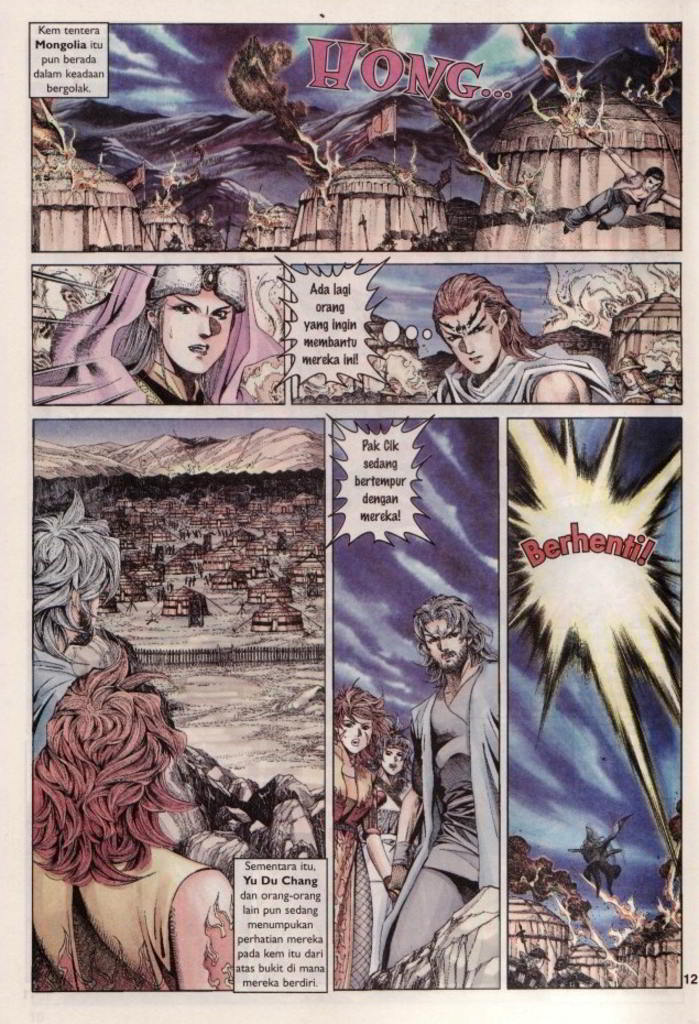 Kem tentera
Mongolia itu
pun berada
dalam keadaan
bergolak.
HONG...
Ada lagi
orang
yang ingin
membantu
mereka ini!
Pak Cik
sedang
bertempur
dengan
mereka!
Berhenti!
Sementara itu,
Yu Du Chang
dan orang-orang
lain pun sedang
menumpukan
perhatian mereka
pada kem itu dari
atas bukit di mana
mereka berdiri.
12